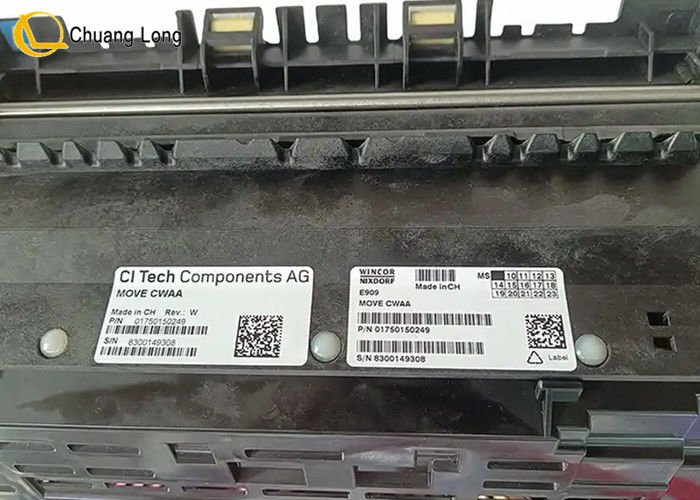 Chuang Long
CI Tech Components AG
MOVE CWAA
Made in CH Rev.: W
P/N 01750150249
S/N 8300149308
WINCOR
NIXDORF
Made in CH
MS 10 11 12 13
14 15 16 17 18
19 20 21 22 23
E909
MOVE CWAA
P/N 01750150249
S/N 8300149308
Label